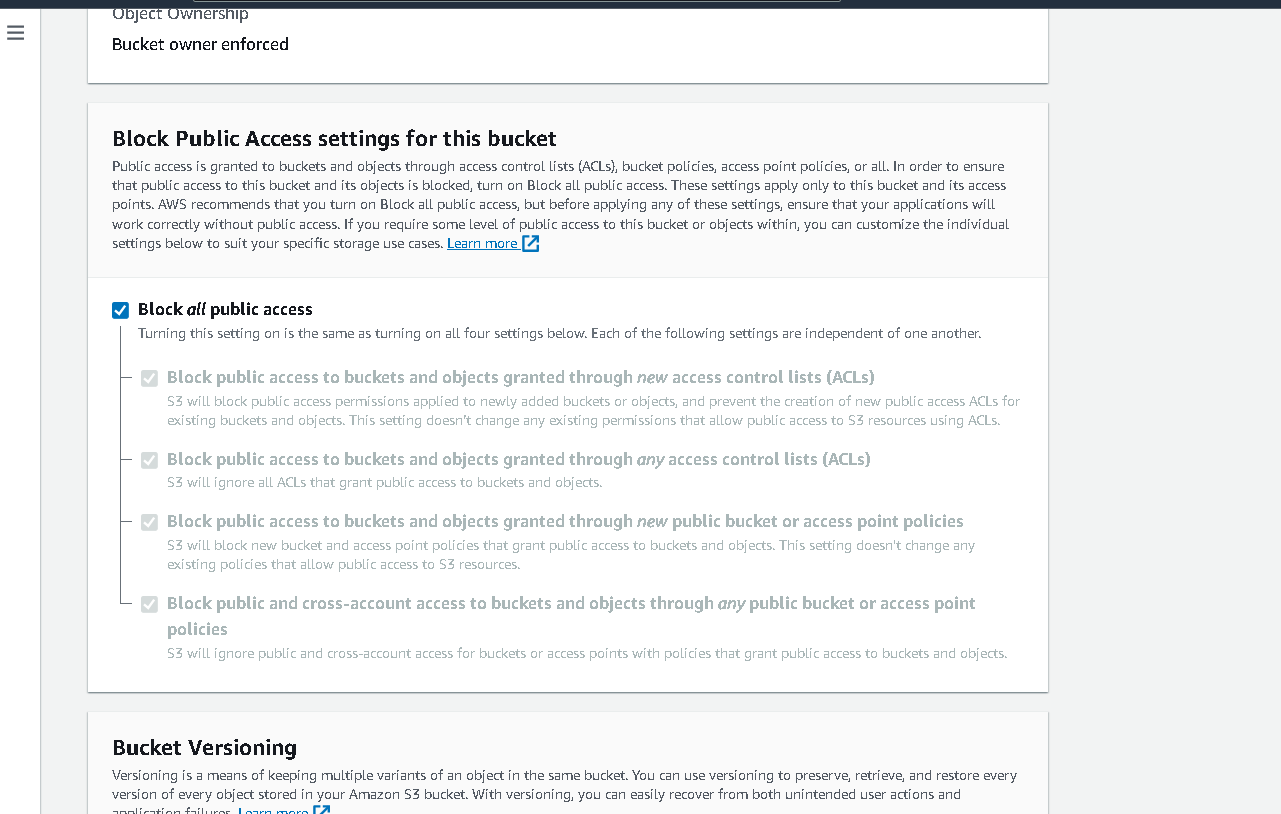 Object Ownership
Bucket owner enforced
Block Public Access settings for this bucket
Public access is granted to buckets and objects through access control lists (ACLs), bucket policies, access point policies, or all. In order to ensure
that public access to this bucket and its objects is blocked, turn on Block all public access. These settings apply only to this bucket and its access
points. AWS recommends that you turn on Block all public access, but before applying any of these settings, ensure that your applications will
work correctly without public access. If you require some level of public access to this bucket or objects within, you can customize the individual
settings below to suit your specific storage use cases. Learn more
Block all public access
Turning this setting on is the same as turning on all four settings below. Each of the following settings are independent of one another.
Block public access to buckets and objects granted through new access control lists (ACLs)
S3 will block public access permissions applied to newly added buckets or objects, and prevent the creation of new public access ACLs for
existing buckets and objects. This setting doesn't change any existing permissions that allow public access to S3 resources using ACLs.
Block public access to buckets and objects granted through any access control lists (ACLs)
S3 will ignore all ACLs that grant public access to buckets and objects.
Block public access to buckets and objects granted through new public bucket or access point policies
S3 will block new bucket and access point policies that grant public access to buckets and objects. This setting doesn't change any
existing policies that allow public access to S3 resources.
Block public and cross-account access to buckets and objects through any public bucket or access point
policies
S3 will ignore public and cross-account access for buckets or access points with policies that grant public access to buckets and objects.
Bucket Versioning
Versioning is a means of keeping multiple variants of an object in the same bucket. You can use versioning to preserve, retrieve, and restore every
version of every object stored in your Amazon S3 bucket. With versioning, you can easily recover from both unintended user actions and
application failures. Learn more